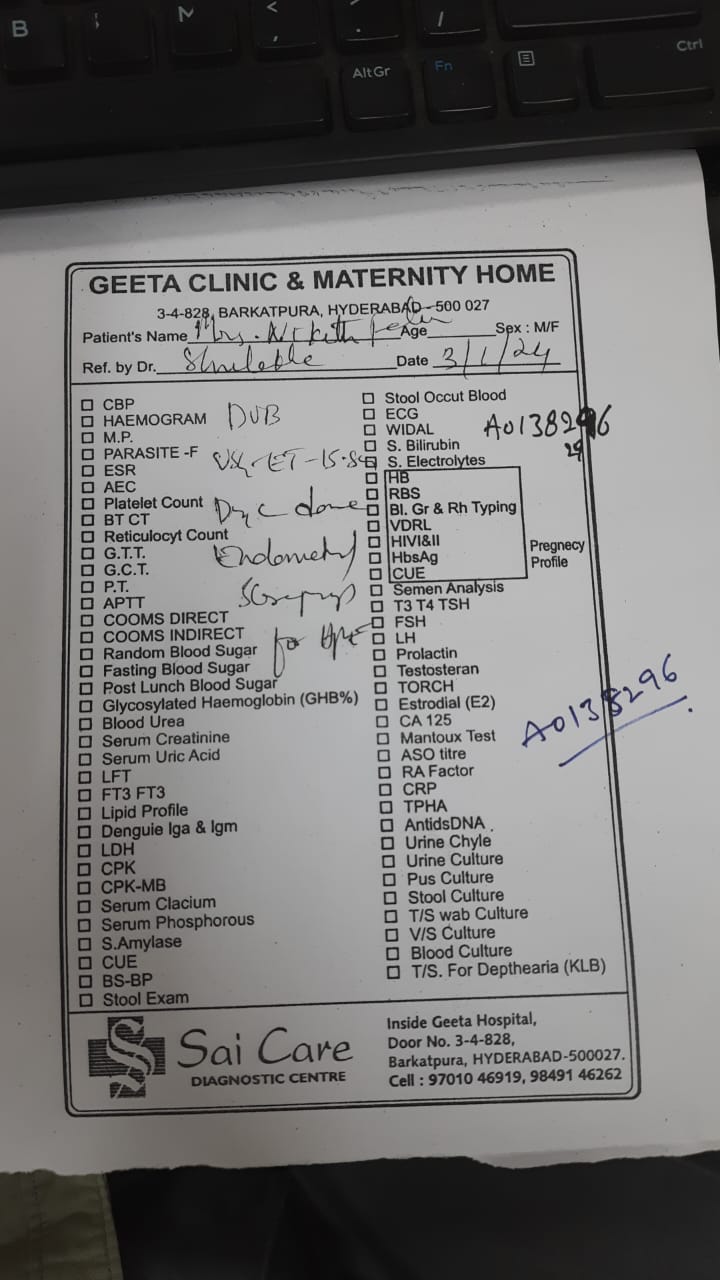 B
M
<
,
.
/
AltGr
Fn
Ctrl
GEETA CLINIC & MATERNITY HOME
3-4-828, BARKATPURA, HYDERABAD - 500 027
Patient's Name Mrs. Age Sex : M/F
Ref. by Dr. Date 3/1/24
☐ CBP
☐ HAEMOGRAM DUB
☐ M.P.
☐ PARASITE -F
☐ ESR
☐ AEC
☐ Platelet Count D & C done
☐ BT CT
☐ Reticulocyt Count
☐ G.T.T.
☐ G.C.T.
☐ P.T.
☐ APTT
☐ COOMS DIRECT
☐ COOMS INDIRECT
☐ Random Blood Sugar for HPE
☐ Fasting Blood Sugar
☐ Post Lunch Blood Sugar
☐ Glycosylated Haemoglobin (GHB%)
☐ Blood Urea
☐ Serum Creatinine
☐ Serum Uric Acid
☐ LFT
☐ FT3 FT3
☐ Lipid Profile
☐ Denguie Iga & Igm
☐ LDH
☐ CPK
☐ CPK-MB
☐ Serum Clacium
☐ Serum Phosphorous
☐ S.Amylase
☐ CUE
☐ BS-BP
☐ Stool Exam
☐ Stool Occut Blood
☐ ECG
☐ WIDAL A0138296
29
☐ S. Bilirubin
☐ S. Electrolytes
☐ HB
☐ RBS
☐ Bl. Gr & Rh Typing
☐ VDRL
☐ HIVI&II
☐ HbsAg
☐ CUE
Pregnecy
Profile
☐ Semen Analysis
☐ T3 T4 TSH
☐ FSH
☐ LH
☐ Prolactin
☐ Testosteran
☐ TORCH
☐ Estrodial (E2)
☐ CA 125
☐ Mantoux Test
A0138296
☐ ASO titre
☐ RA Factor
☐ CRP
☐ TPHA
☐ AntidsDNA .
☐ Urine Chyle
☐ Urine Culture
☐ Pus Culture
☐ Stool Culture
☐ T/S wab Culture
☐ V/S Culture
☐ Blood Culture
☐ T/S. For Depthearia (KLB)
Sai Care
DIAGNOSTIC CENTRE
Inside Geeta Hospital,
Door No. 3-4-828,
Barkatpura, HYDERABAD-500027.
Cell : 97010 46919, 98491 46262